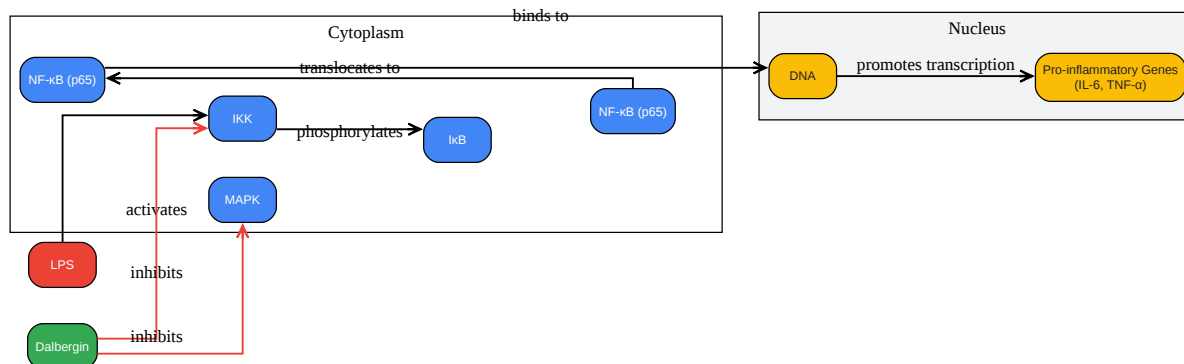 binds to
Cytoplasm
Nucleus
NF-κB (p65)
translocates to
DNA
promotes transcription
Pro-inflammatory Genes
(IL-6, TNF-α)
NF-κB (p65)
IKK
phosphorylates
IκB
MAPK
activates
LPS
inhibits
Dalbergin
inhibits